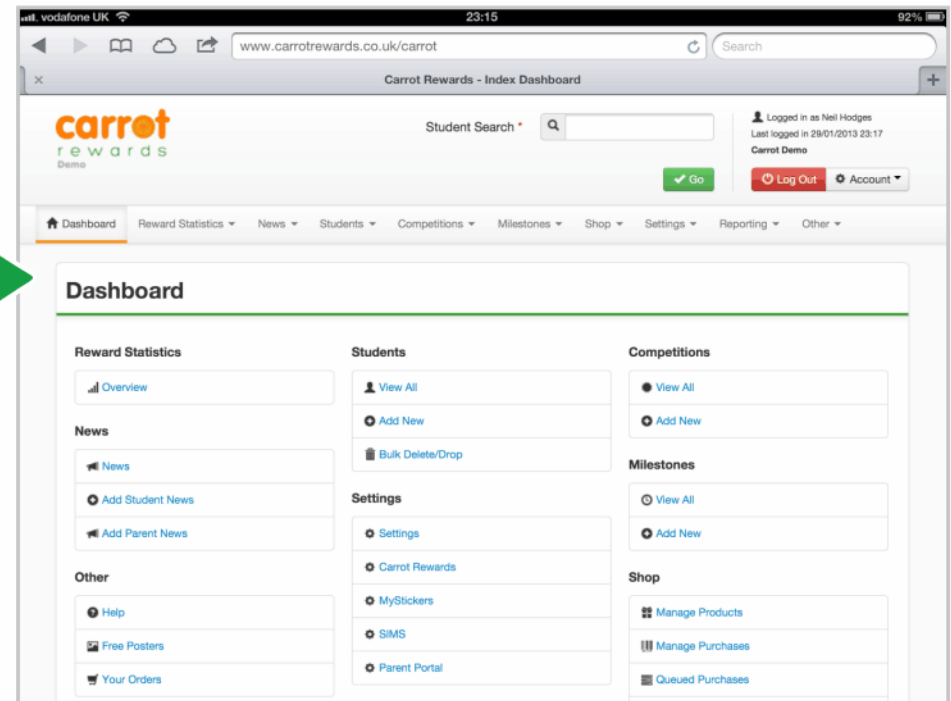 vodafone UK 23:15 92%
www.carrotrewards.co.uk/carrot Search
Carrot Rewards - Index Dashboard
carrot
rewards
Demo
Student Search *
Go
Logged in as Neil Hodges
Last logged in 29/01/2013 23:17
Carrot Demo
Log Out Account
Dashboard Reward Statistics News Students Competitions Milestones Shop Settings Reporting Other
Dashboard
Reward Statistics
Overview
News
News
Add Student News
Add Parent News
Other
Help
Free Posters
Your Orders
Students
View All
Add New
Bulk Delete/Drop
Settings
Settings
Carrot Rewards
MyStickers
SIMS
Parent Portal
Competitions
View All
Add New
Milestones
View All
Add New
Shop
Manage Products
Manage Purchases
Queued Purchases